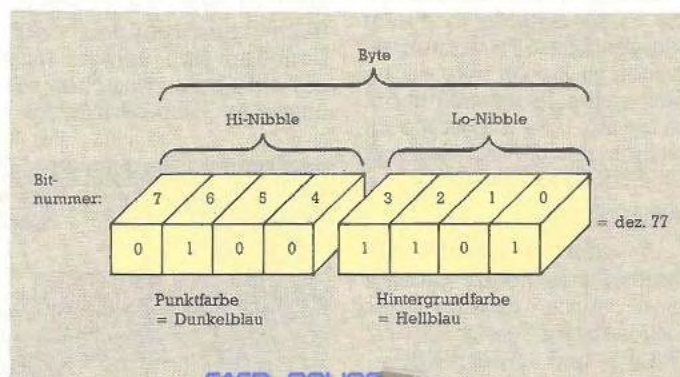 Byte
Hi-Nibble Lo-Nibble
Bit-
nummer: 7 6 5 4 3 2 1 0
0 1 0 0 1 1 0 1 = dez. 77
Punktfarbe Hintergrundfarbe
= Dunkelblau = Hellblau